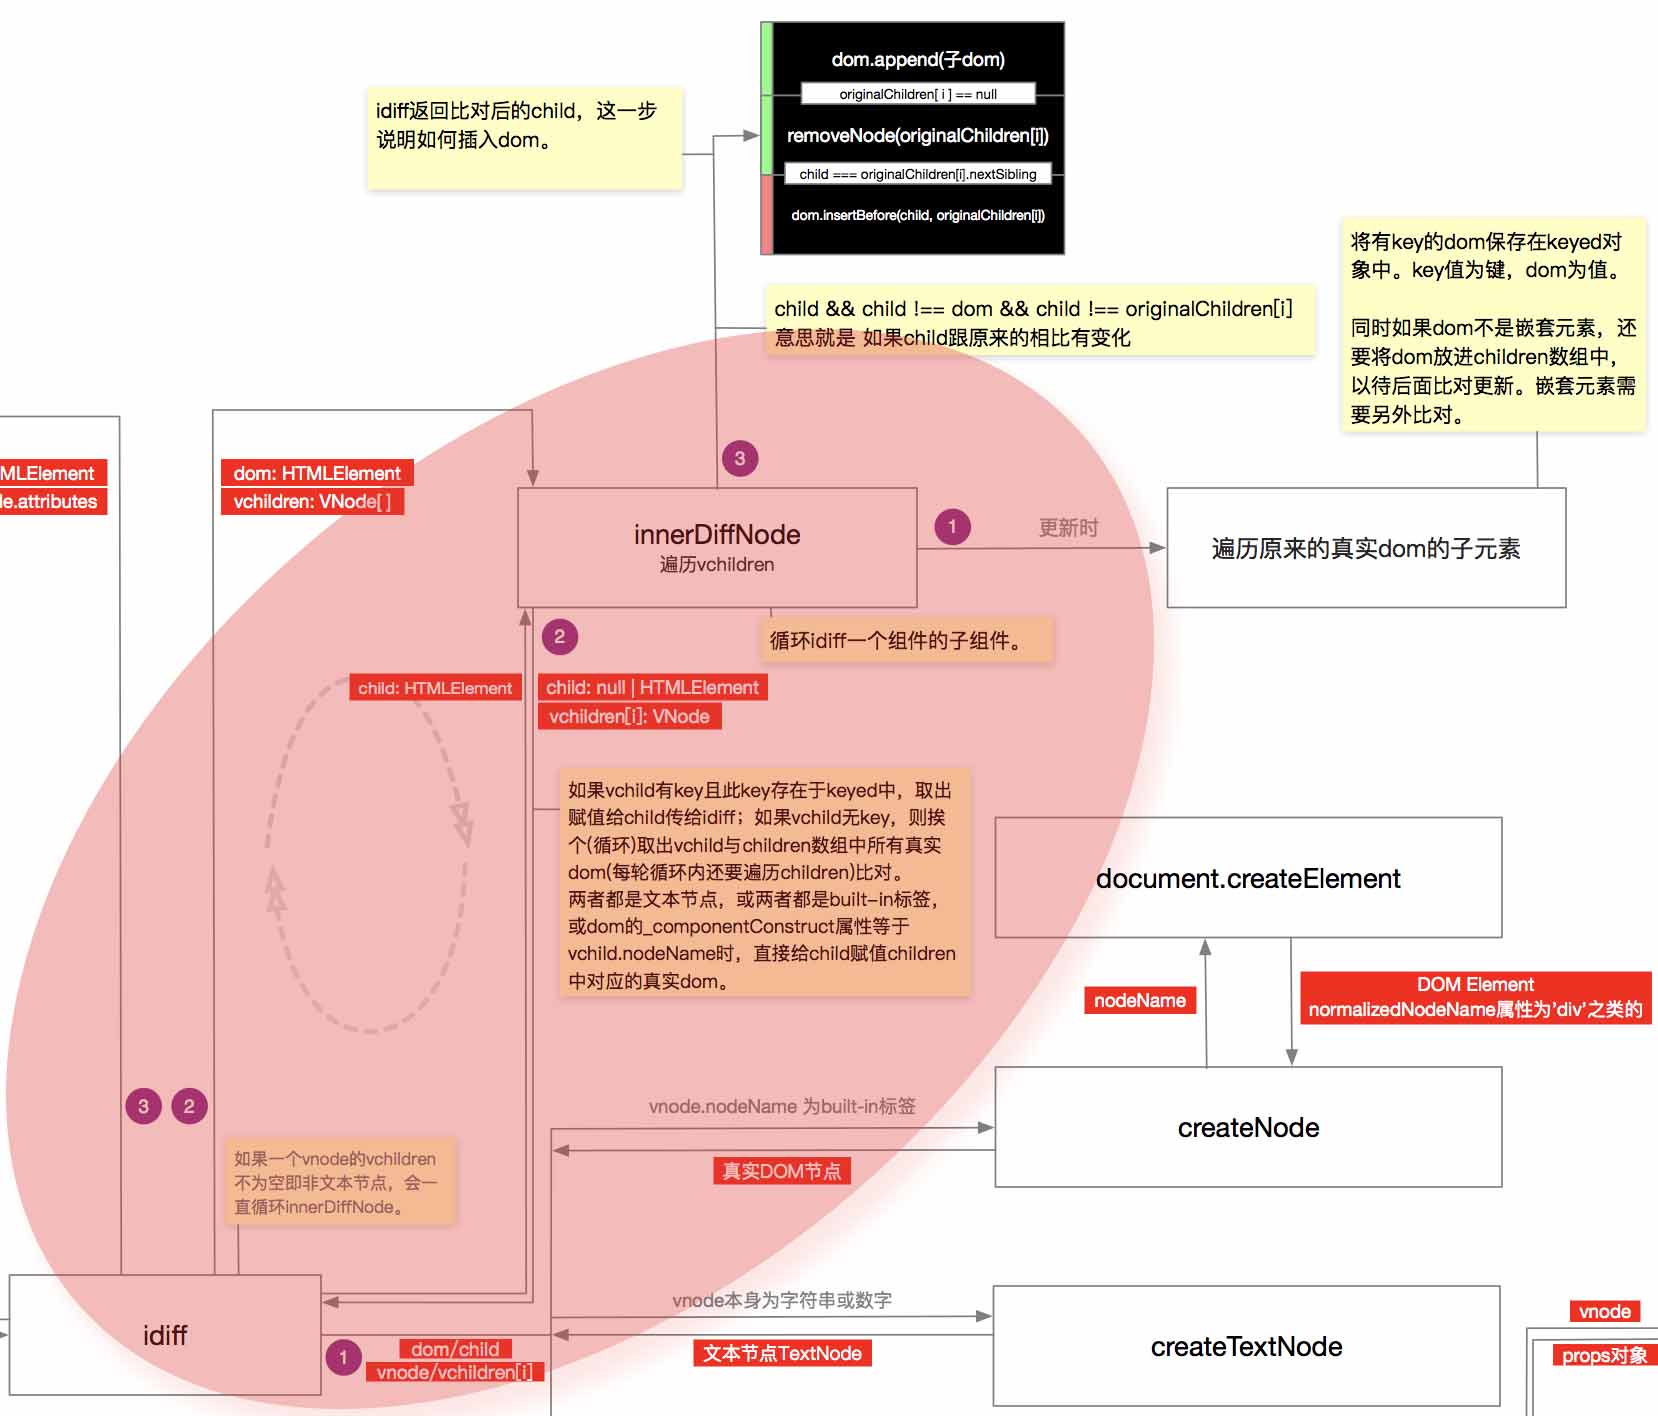 dom.append(子dom)
originalChildren[ i ] == null
removeNode(originalChildren[i])
child === originalChildren[i].nextSibling
dom.insertBefore(child, originalChildren[i])
idiff返回比对后的child，这一步
说明如何插入dom。
child && child !== dom && child !== originalChildren[i]
意思就是 如果child跟原来的相比有变化
将有key的dom保存在keyed对
象中。key值为键，dom为值。
同时如果dom不是嵌套元素，还
要将dom放进children数组中，
以待后面比对更新。嵌套元素需
要另外比对。
MLElement
le.attributes
dom: HTMLElement
vchildren: VNode[ ]
3
innerDiffNode
遍历vchildren
1
更新时
遍历原来的真实dom的子元素
2
循环idiff一个组件的子组件。
child: HTMLElement
child: null | HTMLElement
vchildren[i]: VNode
如果vchild有key且此key存在于keyed中，取出
赋值给child传给idiff；如果vchild无key，则挨
个(循环)取出vchild与children数组中所有真实
dom(每轮循环内还要遍历children)比对。
两者都是文本节点，或两者都是built-in标签，
或dom的_componentConstruct属性等于
vchild.nodeName时，直接给child赋值children
中对应的真实dom。
document.createElement
nodeName
DOM Element
normalizedNodeName属性为'div'之类的
3
2
vnode.nodeName 为built-in标签
createNode
真实DOM节点
如果一个vnode的vchildren
不为空即非文本节点，会一
直循环innerDiffNode。
idiff
1
dom/child
vnode/vchildren[i]
vnode本身为字符串或数字
文本节点TextNode
createTextNode
vnode
props对象